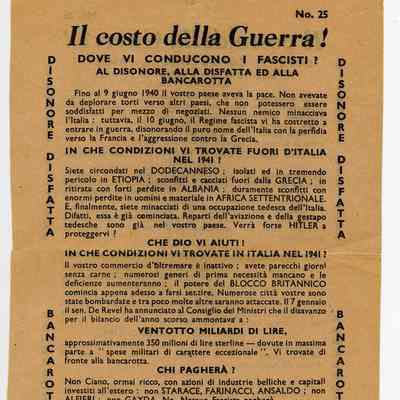 No. 25
Il costo della Guerra!
DOVE VI CONDUCONO I FASCISTI ?
AL DISONORE, ALLA DISFATTA ED ALLA
BANCAROTTA
Fino al 9 giugno 1940 il vostro paese aveva la pace. Non avevate
da deplorar torti verso altri paesi, che non potessero essere
soddisfatti per mezzo di negoziati. Nessun nemico minacciava
l'Italia : tuttavia, il 10 giugno, il Regime fascista vi ha costretto a
entrare in guerra, disonorando il puro nome dell'Italia con la perfidia
verso la Francia e l'aggressione contro la Grecia.
IN CHE CONDIZIONI VI TROVATE FUORI D'ITALIA
NEL 1941 ?
Siete circondati nel DODECANNESO ; isolati ed in tremendo
pericolo in ETIOPIA ; sconfitti e cacciati fuori dalla GRECIA ; in
ritirata con forti perdite in ALBANIA ; duramente sconfitti con
enormi perdite in uomini e materiale in AFRICA SETTENTRIONALE.
E, finalmente, siete minacciati di una occupazione tedesca dell'Italia.
Difatti, essa è già cominciata. Reparti dell'aviazione e della gestapo
tedesche sono già nel vostro paese. Verrà forse HITLER a
proteggervi ?
CHE DIO VI AIUTI !
IN CHE CONDIZIONI VI TROVATE IN ITALIA NEL 1941 ?
Il vostro commercio d'oltremare è inattivo ; avete parecchi giorni
senza carne ; numerosi generi di prima necessità mancano e le
deficienze aumenteranno ; il potere del BLOCCO BRITANNICO
comincia appena adesso a farsi sentire. Numerose città vostre sono
state bombardate e tra poco molte altre saranno attaccate. Il 7 gennaio
il sen. De Revel ha annunciato al Consiglio dei Ministri che il disavanzo
per il bilancio dell'anno scorso ammontava a :
VENTOTTO MILIARDI DI LIRE,
approssimativamente 350 milioni di lire sterline — dovute in massima
parte a " spese militari di carattere eccezionale ". Vi trovate di
fronte alla bancarotta.
CHI PAGHERÀ ?
Non Ciano, ormai ricco, con azioni di industrie belliche e capitali
investiti all'estero : non STARACE, FARINACCI, ANSALDO ; non
DISONORE
DISFATTA
BANCAROT
DISONORE
DISFATTA
BANCAROT